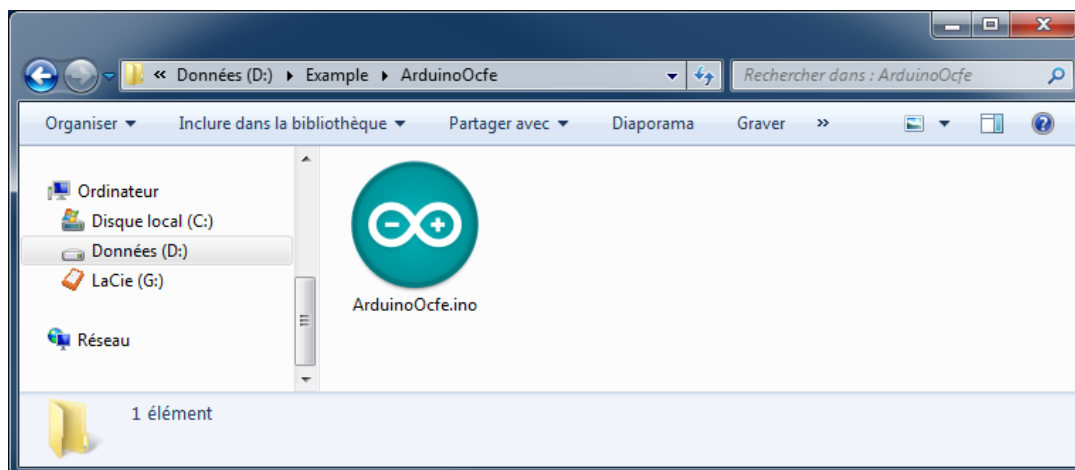 « Données (D:) ▸ Example ▸ ArduinoOcfe
Rechercher dans : ArduinoOcfe
Organiser Inclure dans la bibliothèque Partager avec Diaporama Graver »
Ordinateur
Disque local (C:)
Données (D:)
LaCie (G:)
Réseau
ArduinoOcfe.ino
1 élément